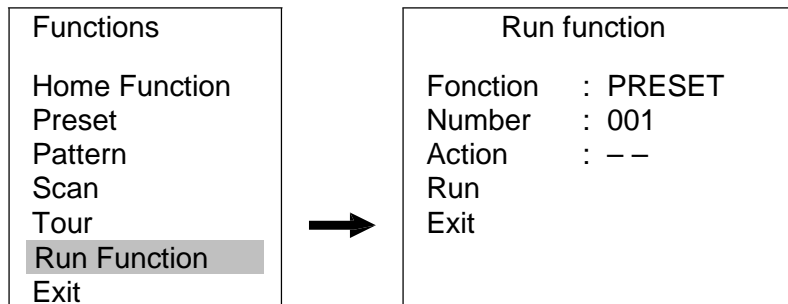 Functions
Home Function
Preset
Pattern
Scan
Tour
Run Function
Exit
Run function
Fonction : PRESET
Number : 001
Action : – –
Run
Exit